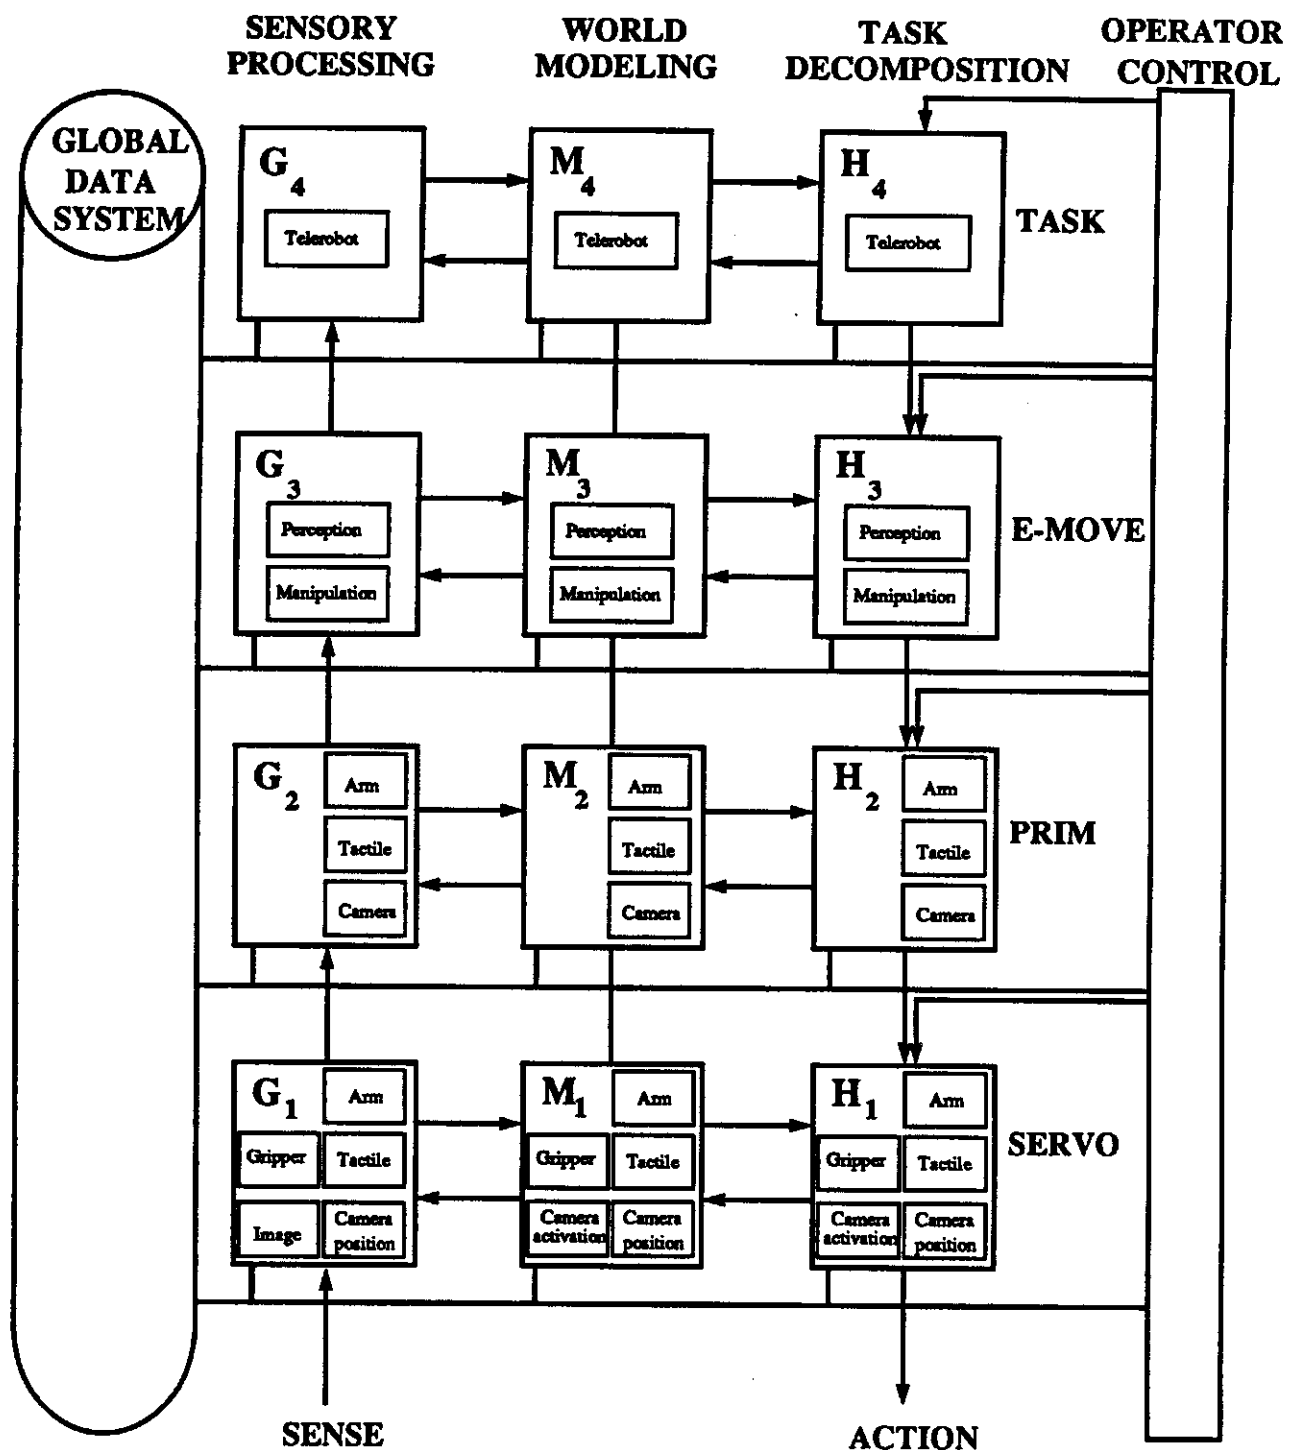 SENSORY
PROCESSING
WORLD
MODELING
TASK
DECOMPOSITION
OPERATOR
CONTROL
GLOBAL
DATA
SYSTEM
G4
Telerobot
M4
Telerobot
H4
Telerobot
TASK
G3
Perception
Manipulation
M3
Perception
Manipulation
H3
Perception
Manipulation
E-MOVE
G2
Arm
Tactile
Camera
M2
Arm
Tactile
Camera
H2
Arm
Tactile
Camera
PRIM
G1
Arm
Gripper
Tactile
Image
Camera
position
M1
Arm
Gripper
Tactile
Camera
activation
Camera
position
H1
Arm
Gripper
Tactile
Camera
activation
Camera
position
SERVO
SENSE
ACTION